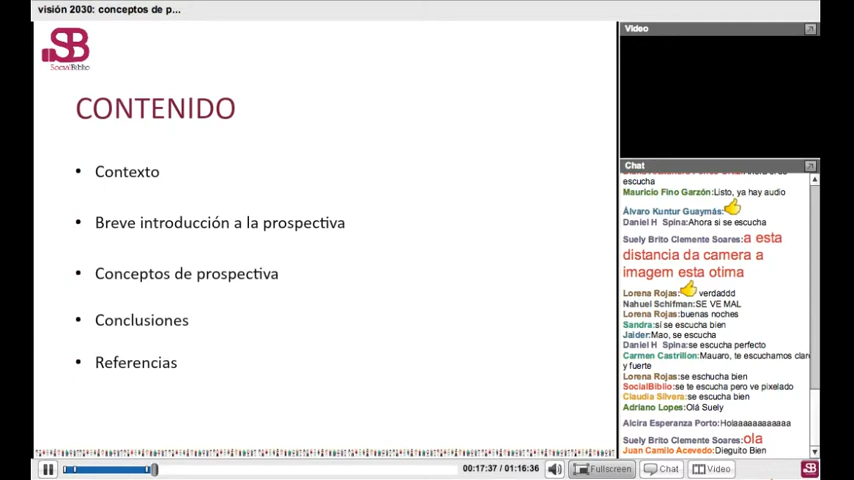 visión 2030: conceptos de p...
SB
SocialBiblio
CONTENIDO
• Contexto
• Breve introducción a la prospectiva
• Conceptos de prospectiva
• Conclusiones
• Referencias
Video
Chat
escucha
Mauricio Fino Garzón:Listo, ya hay audio
Álvaro Kuntur Guaymás:
Daniel H Spina:Ahora si se escucha
Suely Brito Clemente Soares:a esta
distancia da camera a
imagem esta otima
Lorena Rojas: verdaddd
Nahuel Schifman:SE VE MAL
Lorena Rojas:buenas noches
Sandra:sí se escucha bien
Jaider:Mao, se escucha
Daniel H Spina:se escucha perfecto
Carmen Castrillon:Mauaro, te escuchamos clar
y fuerte
Lorena Rojas:se eschucha bien
SocialBiblio:se te escucha pero ve pixelado
Claudia Silvera:se escucha bien
Adriano Lopes:Olá Suely
Alcira Esperanza Porto:Holaaaaaaaaaaaa
Suely Brito Clemente Soares:ola
Juan Camilo Acevedo:Dieguito Bien
00:17:37 / 01:16:36
Fullscreen
Chat
Video
SB